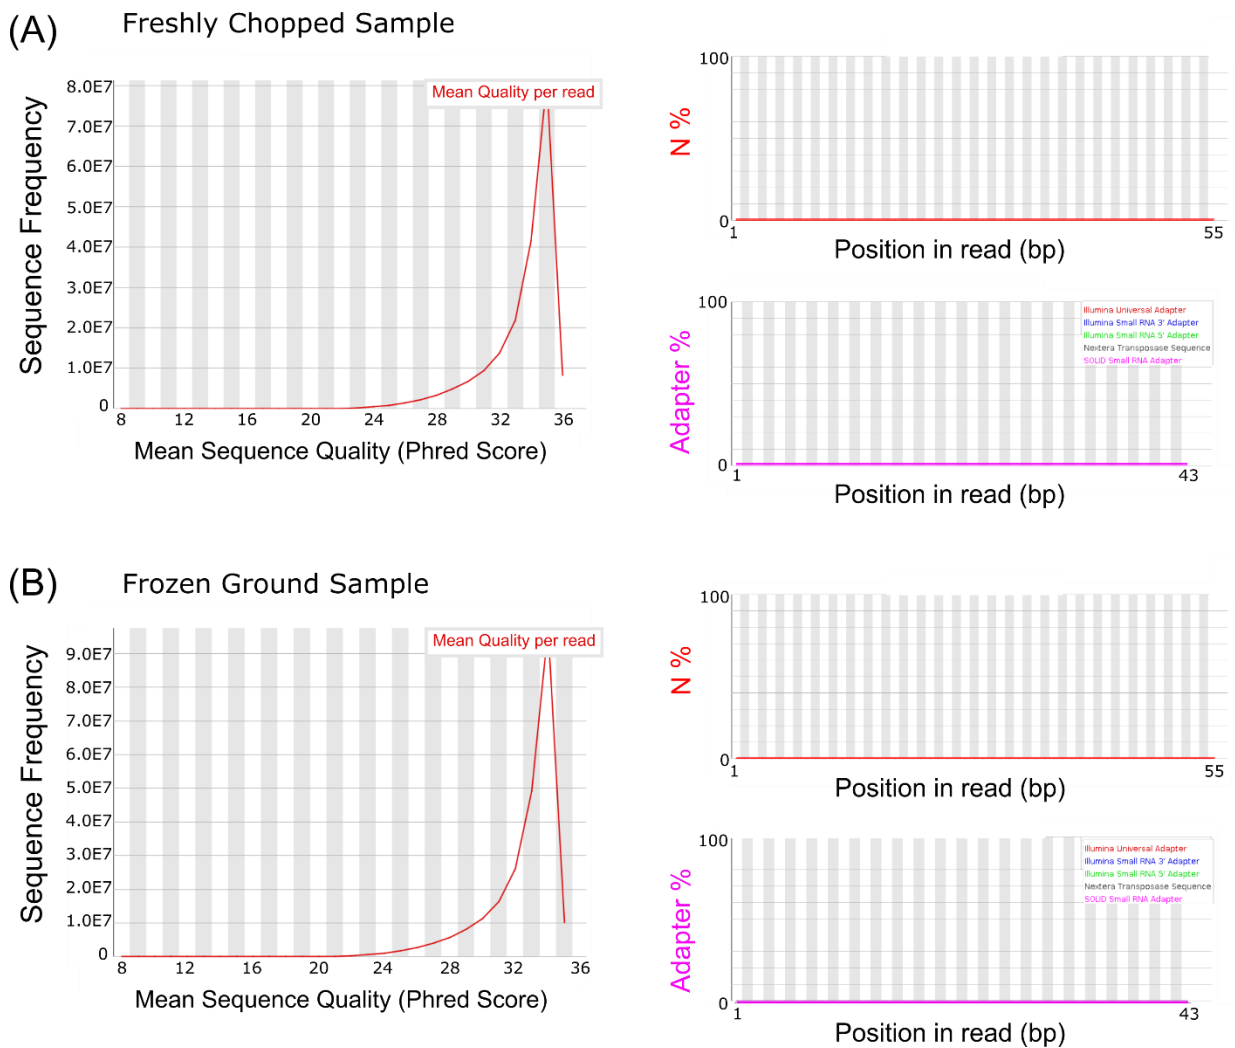 (A)
Freshly Chopped Sample
Sequence Frequency
8.0E7
7.0E7
6.0E7
5.0E7
4.0E7
3.0E7
2.0E7
1.0E7
0
Mean Quality per read
8 12 16 20 24 28 32 36
Mean Sequence Quality (Phred Score)
N %
100
0
1 55
Position in read (bp)
Adapter %
100
0
Illumina Universal Adapter
Illumina Small RNA 3' Adapter
Illumina Small RNA 5' Adapter
Nextera Transposase Sequence
SOLID Small RNA Adapter
1 43
Position in read (bp)
(B)
Frozen Ground Sample
Sequence Frequency
9.0E7
8.0E7
7.0E7
6.0E7
5.0E7
4.0E7
3.0E7
2.0E7
1.0E7
0
Mean Quality per read
8 12 16 20 24 28 32 36
Mean Sequence Quality (Phred Score)
N %
100
0
1 55
Position in read (bp)
Adapter %
100
0
Illumina Universal Adapter
Illumina Small RNA 3' Adapter
Illumina Small RNA 5' Adapter
Nextera Transposase Sequence
SOLID Small RNA Adapter
1 43
Position in read (bp)